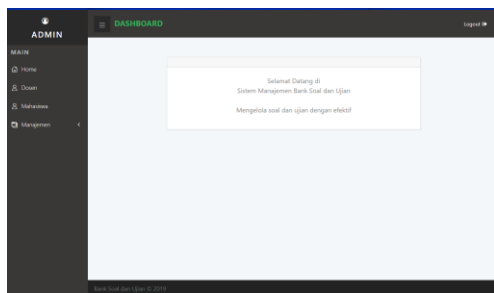 ADMIN
MAIN
Home
Dosen
Mahasiswa
Manajemen
DASHBOARD
Logout
Selamat Datang di
Sistem Manajemen Bank Soal dan Ujian
Mengelola soal dan ujian dengan efektif
Bank Soal dan Ujian © 2019